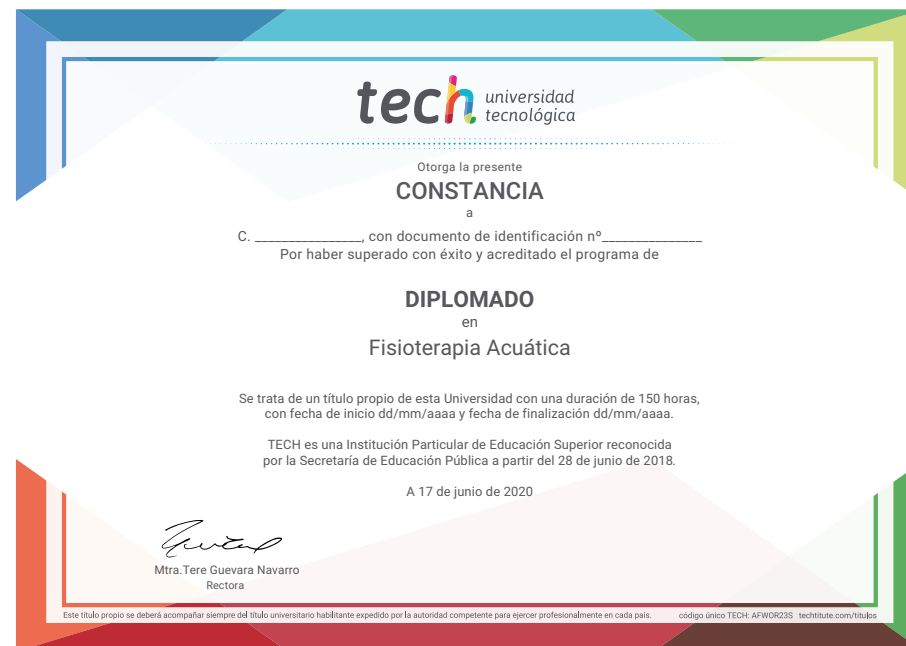 tech universidad
tecnológica
Otorga la presente
CONSTANCIA
a
C. ________________, con documento de identificación nº_______________
Por haber superado con éxito y acreditado el programa de
DIPLOMADO
en
Fisioterapia Acuática
Se trata de un título propio de esta Universidad con una duración de 150 horas,
con fecha de inicio dd/mm/aaaa y fecha de finalización dd/mm/aaaa.
TECH es una Institución Particular de Educación Superior reconocida
por la Secretaría de Educación Pública a partir del 28 de junio de 2018.
A 17 de junio de 2020
Mtra.Tere Guevara Navarro
Rectora
Este título propio se deberá acompañar siempre del título universitario habilitante expedido por la autoridad competente para ejercer profesionalmente en cada país. código único TECH: AFWOR23S techtitute.com/titulos